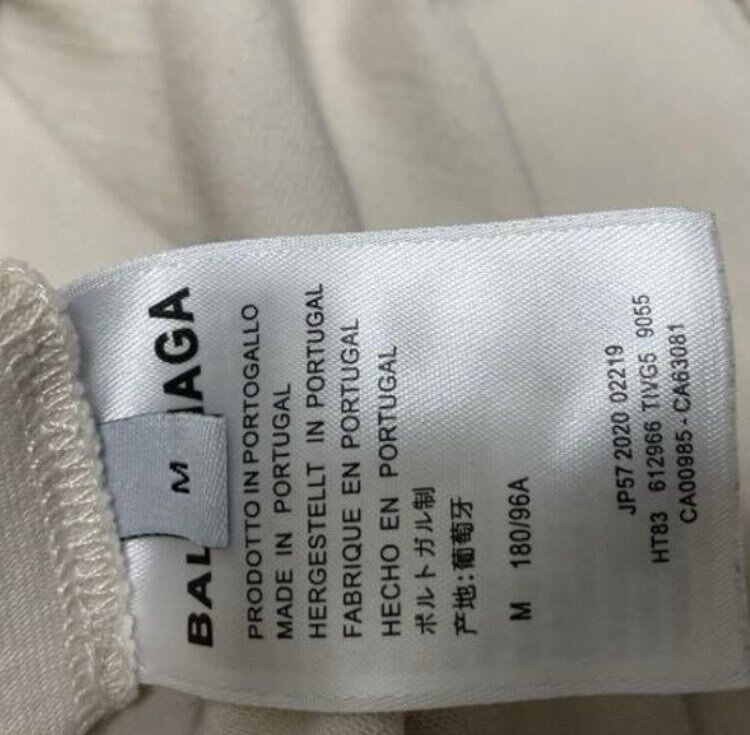 BAL AGA
M
PRODOTTO IN PORTOGALLO
MADE IN PORTUGAL
HERGESTELLT IN PORTUGAL
FABRIQUE EN PORTUGAL
HECHO EN PORTUGAL
ポルトガル制
产地:葡萄牙
M 180/96A
JP57 2020 02219
HT83 612966 TIVG5 9055
CA00985-CA63081